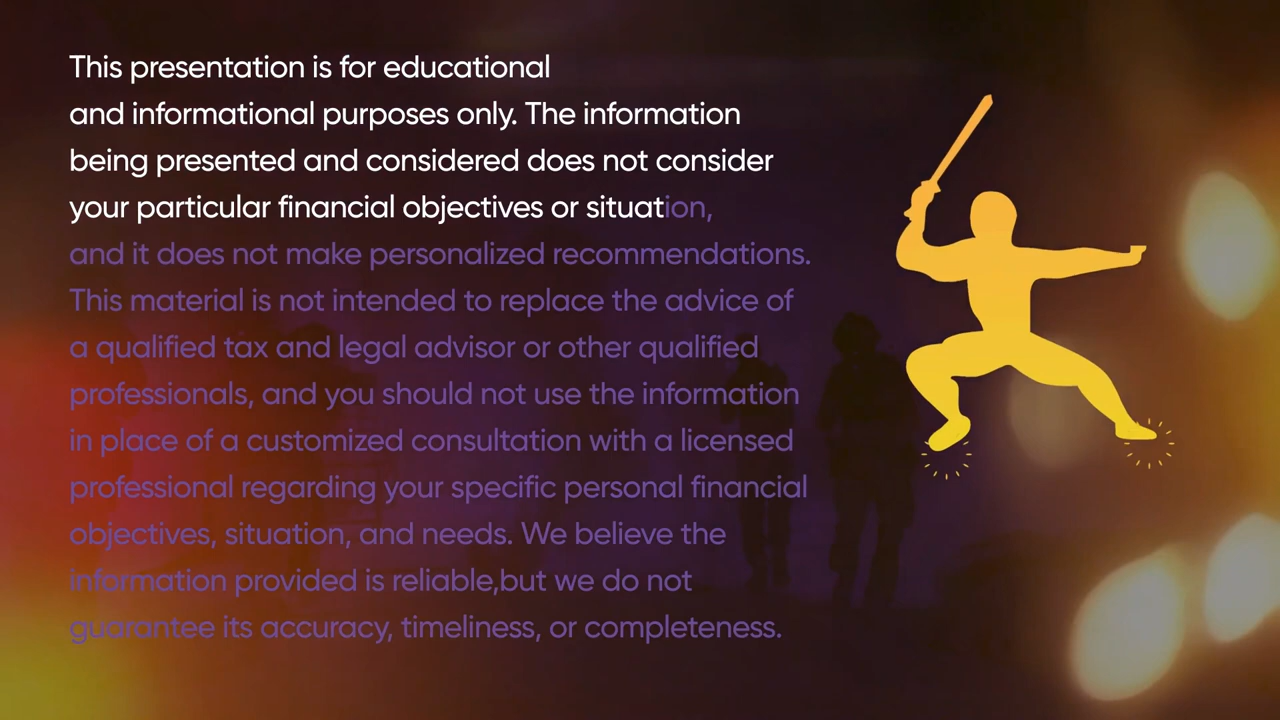 This presentation is for educational
and informational purposes only. The information
being presented and considered does not consider
your particular financial objectives or situation,
and it does not make personalized recommendations.
This material is not intended to replace the advice of
a qualified tax and legal advisor or other qualified
professionals, and you should not use the information
in place of a customized consultation with a licensed
professional regarding your specific personal financial
objectives, situation, and needs. We believe the
information provided is reliable,but we do not
guarantee its accuracy, timeliness, or completeness.